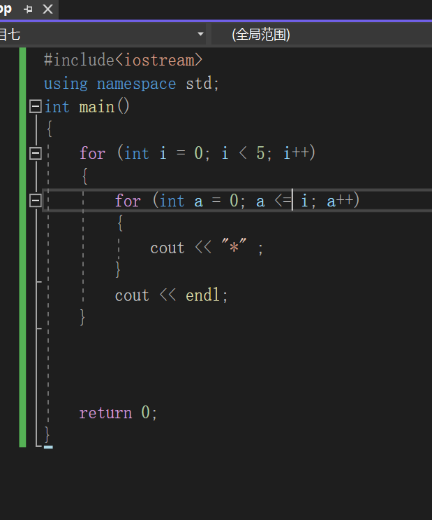 pp
目七 (全局范围)
#include<iostream>
using namespace std;
int main()
{
for (int i = 0; i < 5; i++)
{
for (int a = 0; a <= i; a++)
{
cout << "*" ;
}
cout << endl;
}
return 0;
}